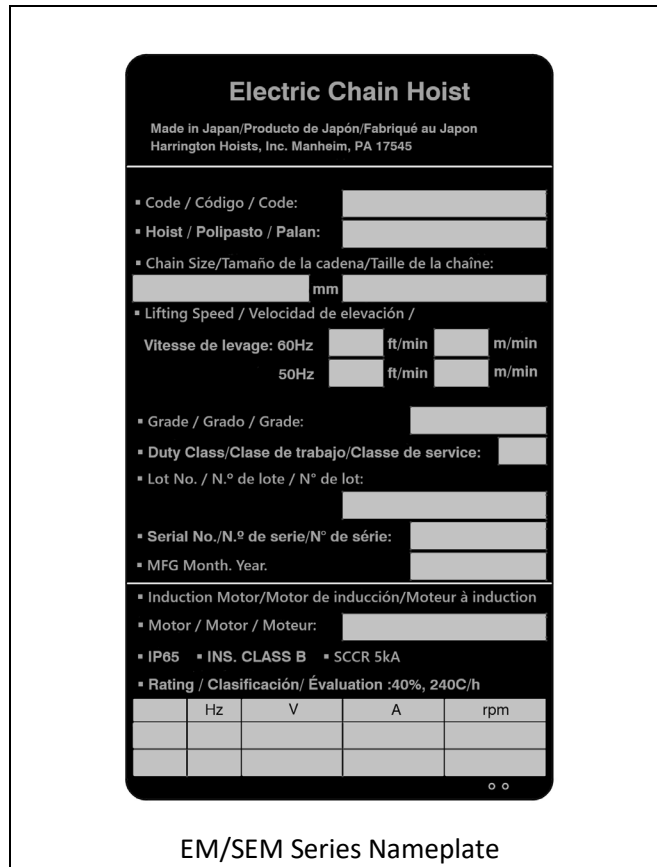 Electric Chain Hoist
Made in Japan/Producto de Japón/Fabriqué au Japon
Harrington Hoists, Inc. Manheim, PA 17545
▪ Code / Código / Code:
▪ Hoist / Polipasto / Palan:
▪ Chain Size/Tamaño de la cadena/Taille de la chaîne:
mm
▪ Lifting Speed / Velocidad de elevación /
Vitesse de levage: 60Hz ft/min m/min
50Hz ft/min m/min
▪ Grade / Grado / Grade:
▪ Duty Class/Clase de trabajo/Classe de service:
▪ Lot No. / N.º de lote / N° de lot:
▪ Serial No./N.º de serie/N° de série:
▪ MFG Month. Year.
▪ Induction Motor/Motor de inducción/Moteur à induction
▪ Motor / Motor / Moteur:
▪ IP65 ▪ INS. CLASS B ▪ SCCR 5kA
▪ Rating / Clasificación/ Évaluation :40%, 240C/h
Hz V A rpm
EM/SEM Series Nameplate